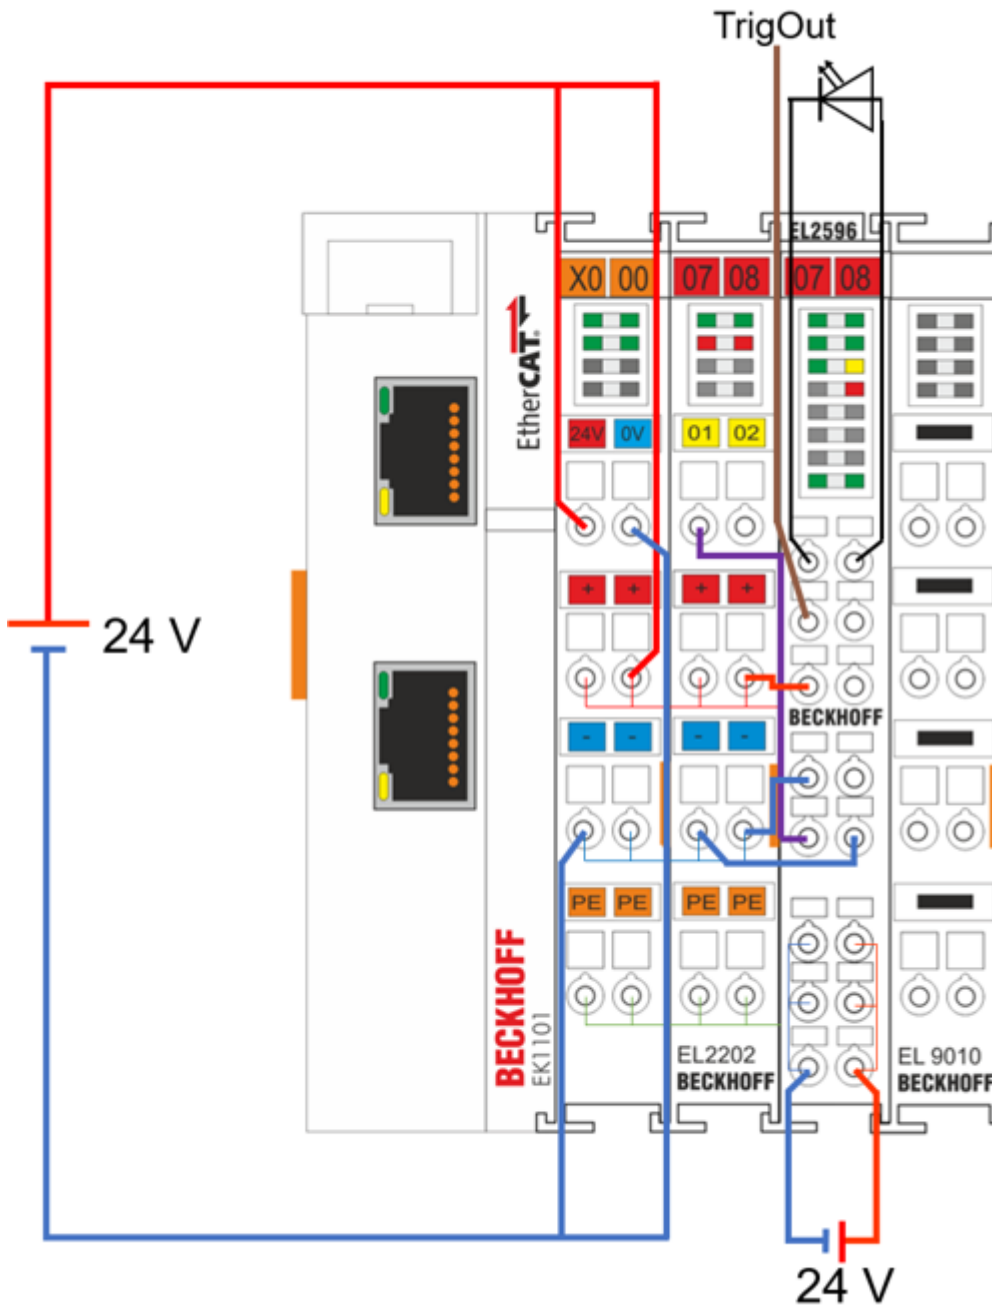 TrigOut
EL2596
X0 00
07 08
07 08
EtherCAT®
24V 0V
01 02
+ +
+ +
24 V
BECKHOFF
- -
- -
PE PE
PE PE
BECKHOFF
EK1101
EL2202
BECKHOFF
EL 9010
BECKHOFF
24 V